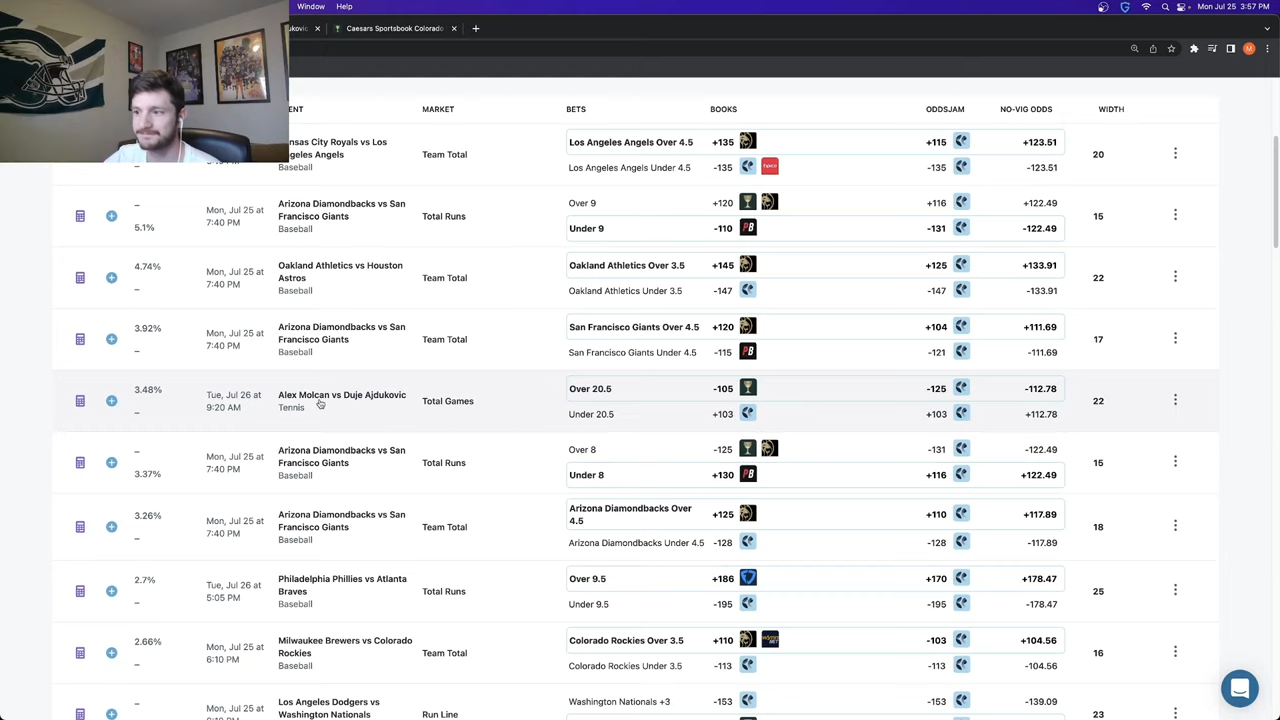 Window Help Mon Jul 25 3:57 PM
ukovic × Caesars Sportsbook Colorado × +
ENT MARKET BETS BOOKS ODDSJAM NO-VIG ODDS WIDTH
Kansas City Royals vs Los Angeles Angels
Baseball
Team Total
Los Angeles Angels Over 4.5 +135 +115 +123.51
Los Angeles Angels Under 4.5 -135 -135 -123.51
20
–
5.1%
Mon, Jul 25 at
7:40 PM
Arizona Diamondbacks vs San
Francisco Giants
Baseball
Total Runs
Over 9 +120 +116 +122.49
Under 9 -110 PB -131 -122.49
15
4.74%
–
Mon, Jul 25 at
7:40 PM
Oakland Athletics vs Houston
Astros
Baseball
Team Total
Oakland Athletics Over 3.5 +145 +125 +133.91
Oakland Athletics Under 3.5 -147 -147 -133.91
22
3.92%
–
Mon, Jul 25 at
7:40 PM
Arizona Diamondbacks vs San
Francisco Giants
Baseball
Team Total
San Francisco Giants Over 4.5 +120 +104 +111.69
San Francisco Giants Under 4.5 -115 PB -121 -111.69
17
3.48%
–
Tue, Jul 26 at
9:20 AM
Alex Molcan vs Duje Ajdukovic
Tennis
Total Games
Over 20.5 -105 -125 -112.78
Under 20.5 +103 +103 +112.78
22
–
3.37%
Mon, Jul 25 at
7:40 PM
Arizona Diamondbacks vs San
Francisco Giants
Baseball
Total Runs
Over 8 -125 -131 -122.49
Under 8 +130 PB +116 +122.49
15
3.26%
–
Mon, Jul 25 at
7:40 PM
Arizona Diamondbacks vs San
Francisco Giants
Baseball
Team Total
Arizona Diamondbacks Over
4.5 +125 +110 +117.89
Arizona Diamondbacks Under 4.5 -128 -128 -117.89
18
2.7%
–
Tue, Jul 26 at
5:05 PM
Philadelphia Phillies vs Atlanta
Braves
Baseball
Total Runs
Over 9.5 +186 +170 +178.47
Under 9.5 -195 -195 -178.47
25
2.66%
–
Mon, Jul 25 at
6:10 PM
Milwaukee Brewers vs Colorado
Rockies
Baseball
Team Total
Colorado Rockies Over 3.5 +110 -103 +104.56
Colorado Rockies Under 3.5 -113 -113 -104.56
16
–
Mon, Jul 25 at
Los Angeles Dodgers vs
Washington Nationals
Run Line
Washington Nationals +3 -153 -153 -139.09
23